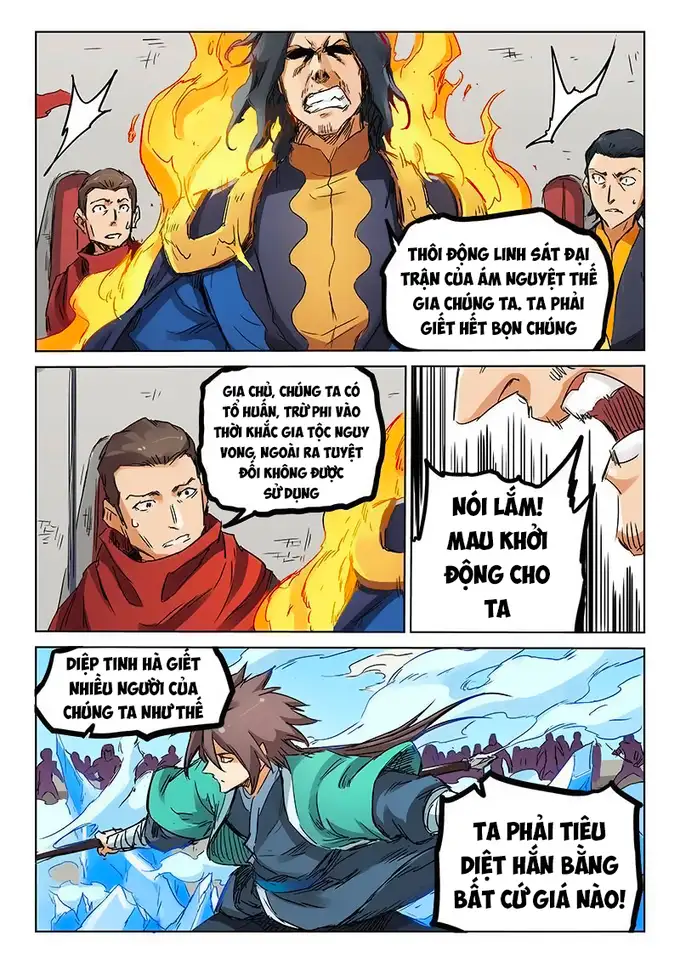 THÔI ĐỘNG LINH SÁT ĐẠI
TRẬN CỦA ÁM NGUYỆT THẾ
GIA CHÚNG TA. TA PHẢI
GIẾT HẾT BỌN CHÚNG
GIA CHỦ, CHÚNG TA CÓ
TỔ HUẤN, TRỪ PHI VÀO
THỜI KHẮC GIA TỘC NGUY
VONG, NGOÀI RA TUYỆT
ĐỐI KHÔNG ĐƯỢC
SỬ DỤNG
NÓI LẮM!
MAU KHỞI
ĐỘNG CHO
TA
DIỆP TINH HÀ GIẾT
NHIỀU NGƯỜI CỦA
CHÚNG TA NHƯ THẾ
TA PHẢI TIÊU
DIỆT HẮN BẰNG
BẤT CỨ GIÁ NÀO!